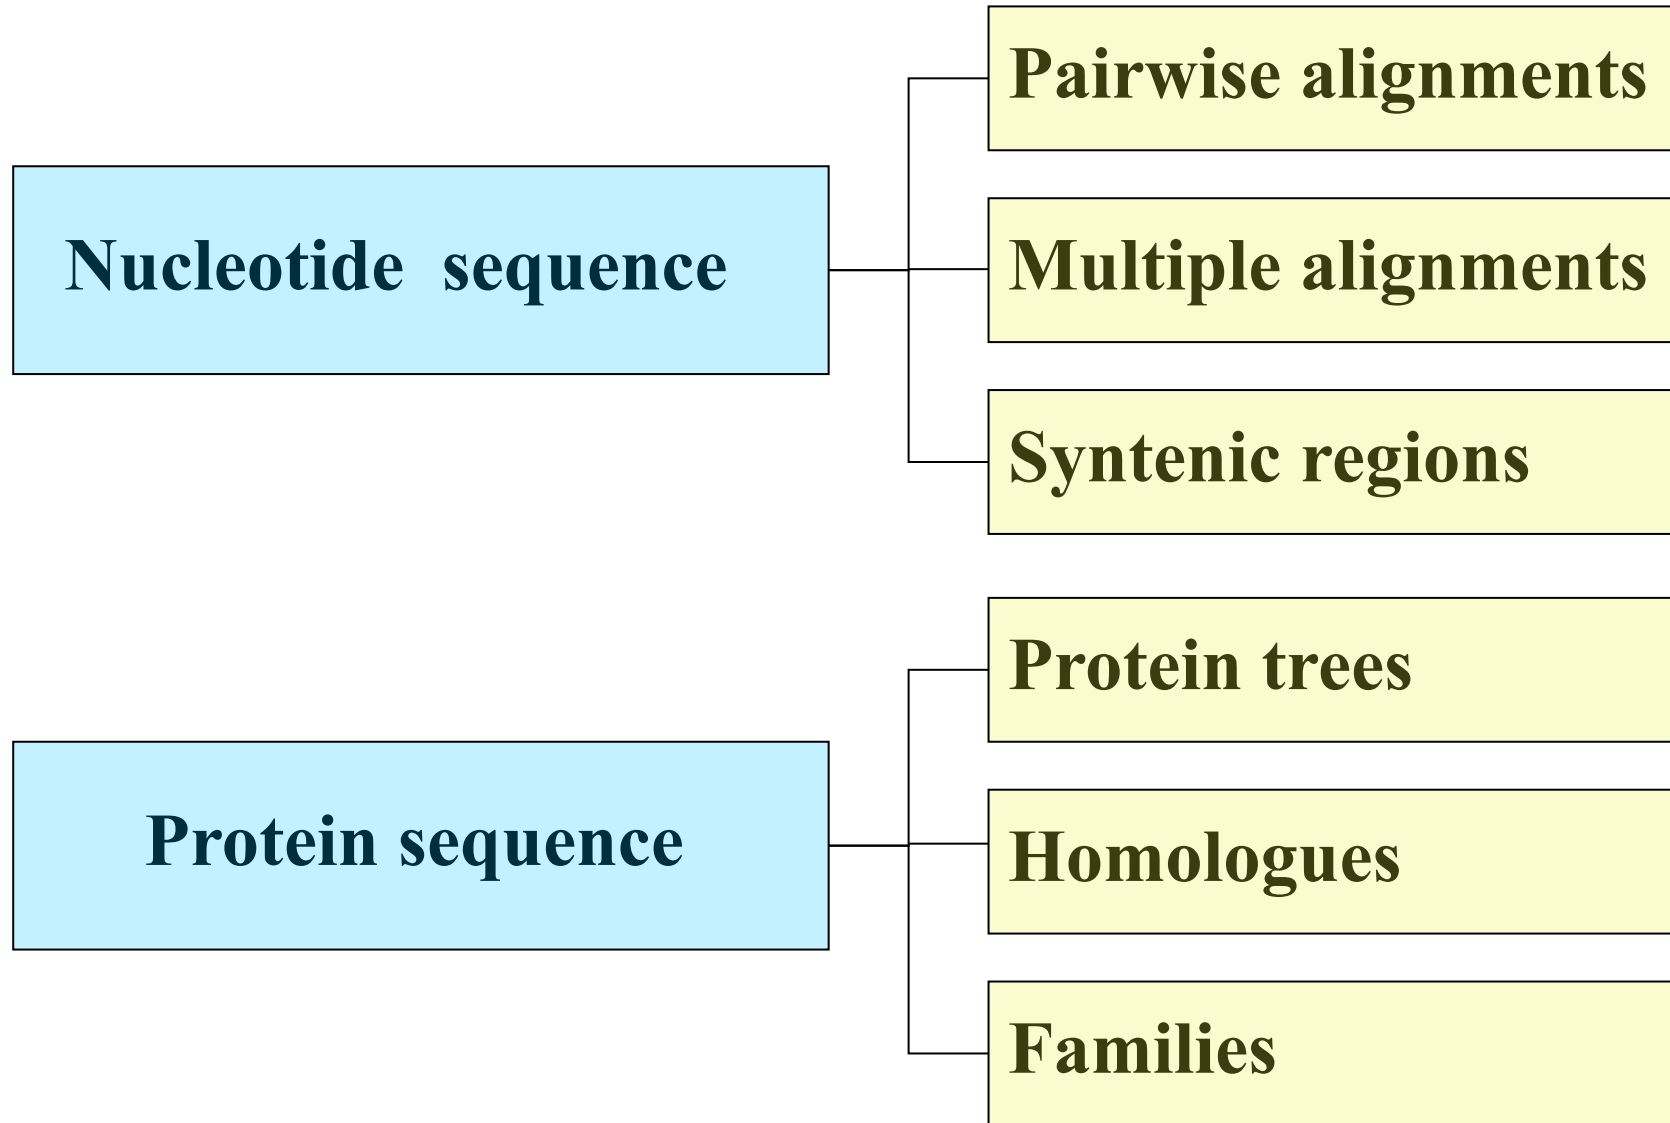 Pairwise alignments
Nucleotide sequence
Multiple alignments
Syntenic regions
Protein trees
Protein sequence
Homologues
Families